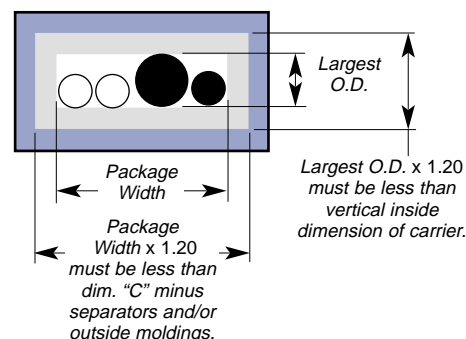 Largest
O.D.
Package
Width
Largest O.D. x 1.20
must be less than
vertical inside
dimension of carrier.
Package
Width x 1.20
must be less than
dim. “C” minus
separators and/or
outside moldings.